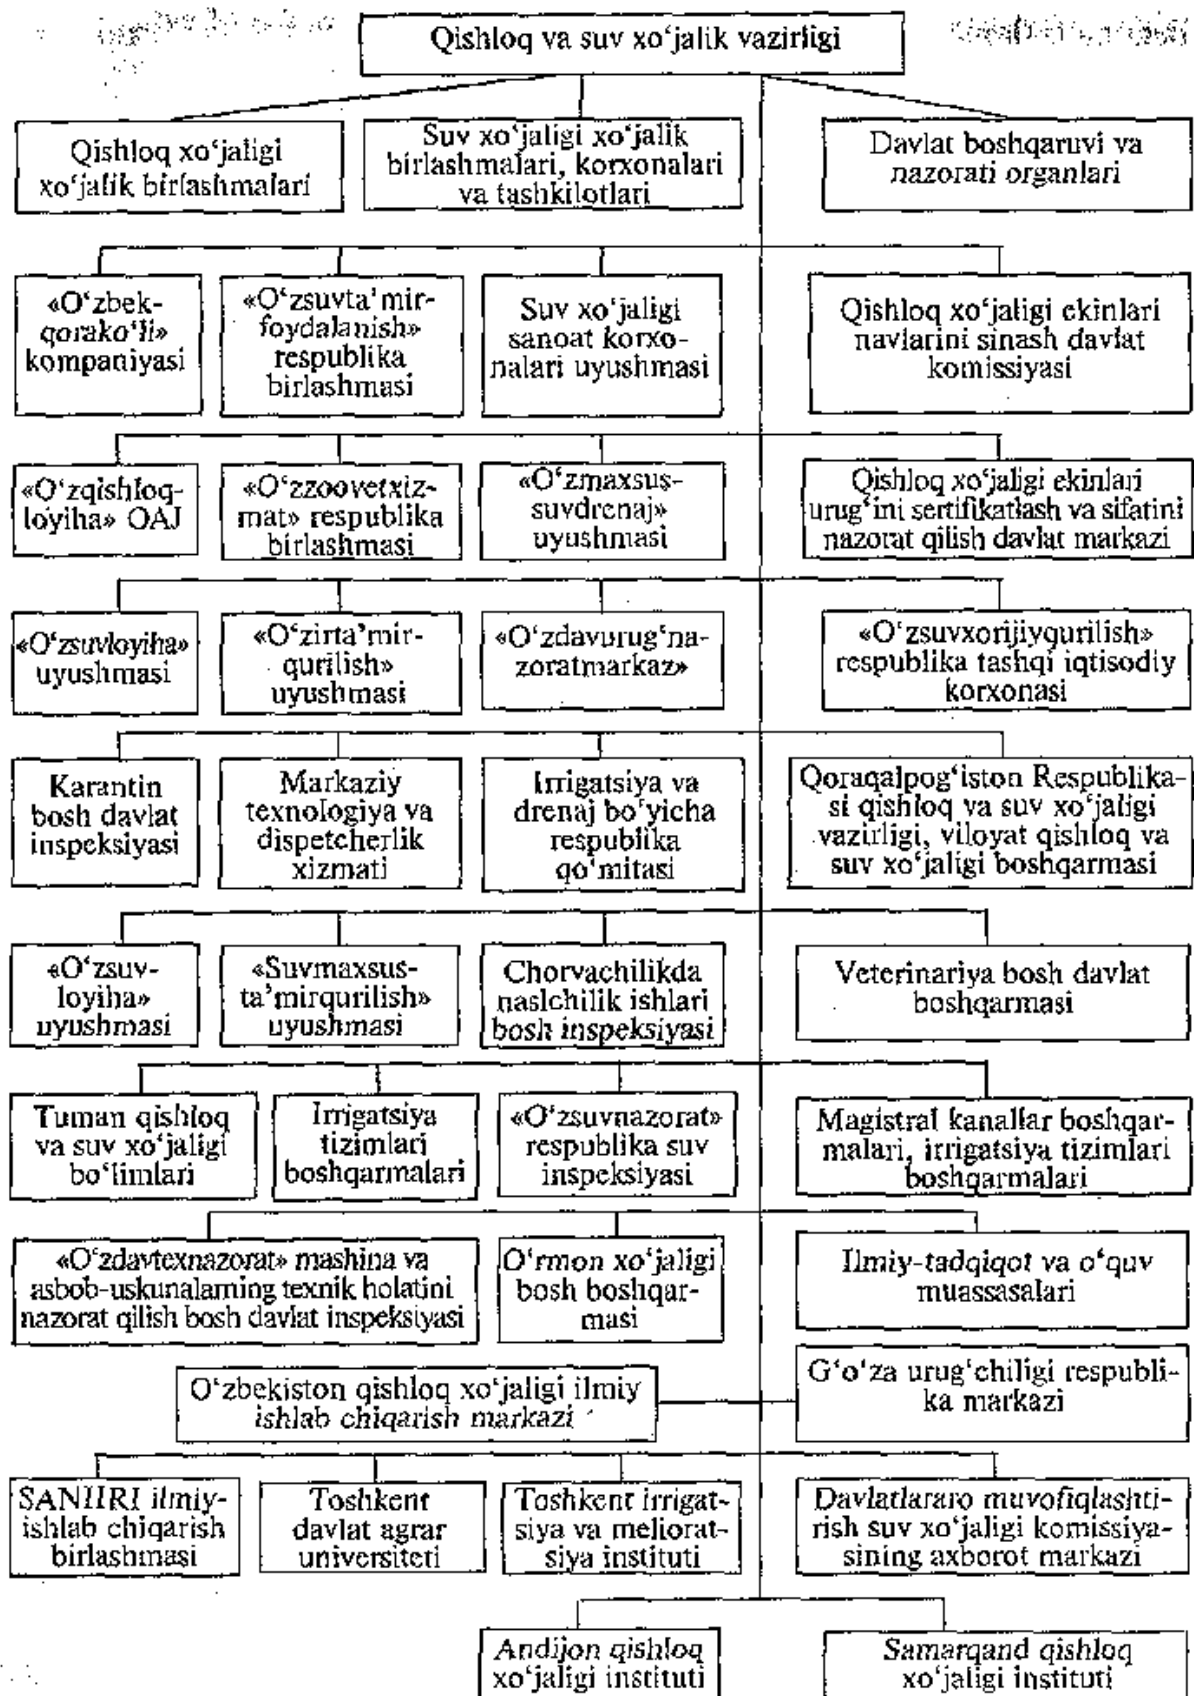 Qishloq va suv xo‘jalik vazirligi
Qishloq xo‘jaligi
xo‘jalik birlashmalari
Suv xo‘jaligi xo‘jalik
birlashmalari, korxonalari
va tashkilotlari
Davlat boshqaruvi va
nazorati organlari
«O‘zbek-
qorako‘li»
kompaniyasi
«O‘zsuvta’mir-
foydalanish»
respublika
birlashmasi
Suv xo‘jaligi
sanoat korxo-
nalari uyushmasi
Qishloq xo‘jaligi ekinlari
navlarini sinash davlat
komissiyasi
«O‘zqishloq-
loyiha» OAJ
«O‘zzoovetxiz-
mat» respublika
birlashmasi
«O‘zmaxsus-
suvdrenaj»
uyushmasi
Qishloq xo‘jaligi ekinlari
urug‘ini sertifikatlash va sifatini
nazorat qilish davlat markazi
«O‘zsuvloyiha»
uyushmasi
«O‘zirta’mir-
qurilish»
uyushmasi
«O‘zdavurug‘na-
zoratmarkaz»
«O‘zsuvxorijiyqurilish»
respublika tashqi iqtisodiy
korxonasi
Karantin
bosh davlat
inspeksiyasi
Markaziy
texnologiya va
dispetcherlik
xizmati
Irrigatsiya va
drenaj bo‘yicha
respublika
qo‘mitasi
Qoraqalpog‘iston Respublika-
si qishloq va suv xo‘jaligi
vazirligi, viloyat qishloq va
suv xo‘jaligi boshqarmasi
«O‘zsuv-
loyiha»
uyushmasi
«Suvmaxsus-
ta’mirqurilish»
uyushmasi
Chorvachilikda
naslchilik ishlari
bosh inspeksiyasi
Veterinariya bosh davlat
boshqarmasi
Tuman qishloq
va suv xo‘jaligi
bo‘limlari
Irrigatsiya
tizimlari
boshqarmalari
«O‘zsuvnazorat»
respublika suv
inspeksiyasi
Magistral kanallar boshqar-
malari, irrigatsiya tizimlari
boshqarmalari
«O‘zdavtexnazorat» mashina va
asbob-uskunalarning texnik holatini
nazorat qilish bosh davlat inspeksiyasi
O‘rmon xo‘jaligi
bosh boshqar-
masi
Ilmiy-tadqiqot va o‘quv
muassasalari
O‘zbekiston qishloq xo‘jaligi ilmiy
ishlab chiqarish markazi
G‘o‘za urug‘chiligi respubli-
ka markazi
SANIIRI ilmiy-
ishlab chiqarish
birlashmasi
Toshkent
davlat agrar
universiteti
Toshkent irrigat-
siya va meliorat-
siya instituti
Davlatlararo muvofiqlashti-
rish suv xo‘jaligi komissiya-
sining axborot markazi
Andijon qishloq
xo‘jaligi instituti
Samarqand qishloq
xo‘jaligi instituti